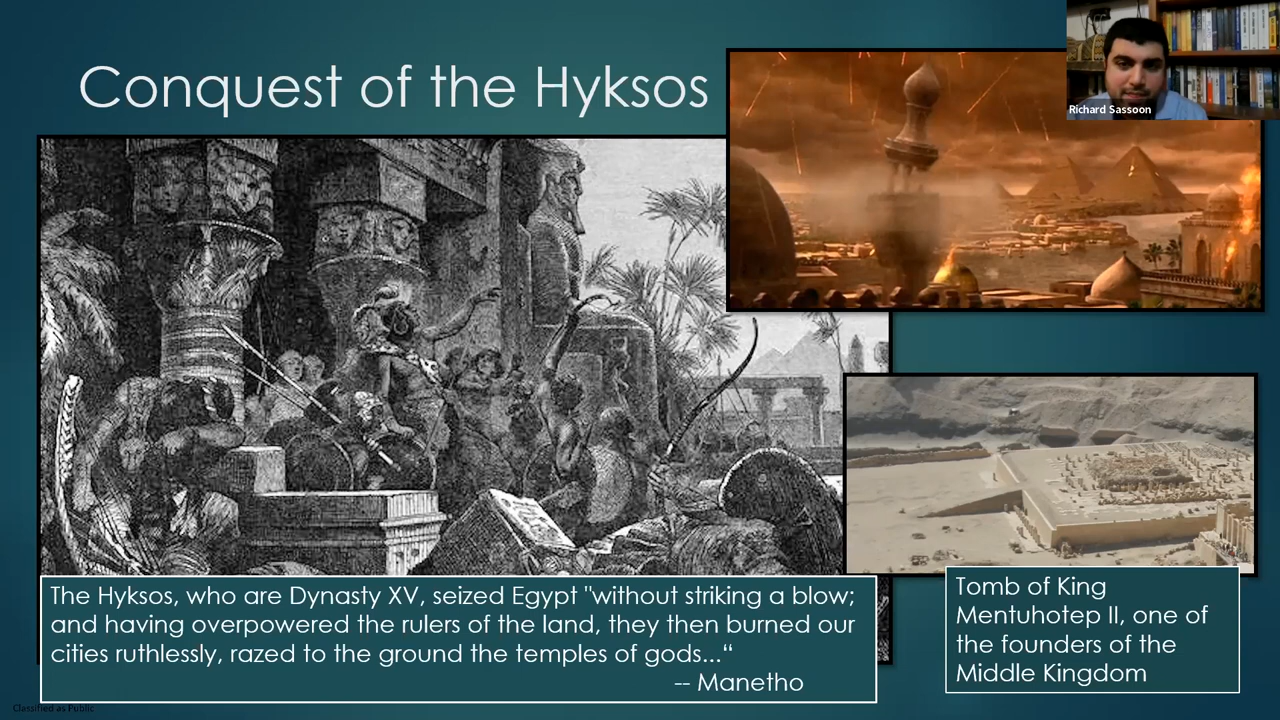 Conquest of the Hyksos
Richard Sassoon
The Hyksos, who are Dynasty XV, seized Egypt "without striking a blow;
and having overpowered the rulers of the land, they then burned our
cities ruthlessly, razed to the ground the temples of gods...“
-- Manetho
Tomb of King
Mentuhotep II, one of
the founders of the
Middle Kingdom
Classified as Public